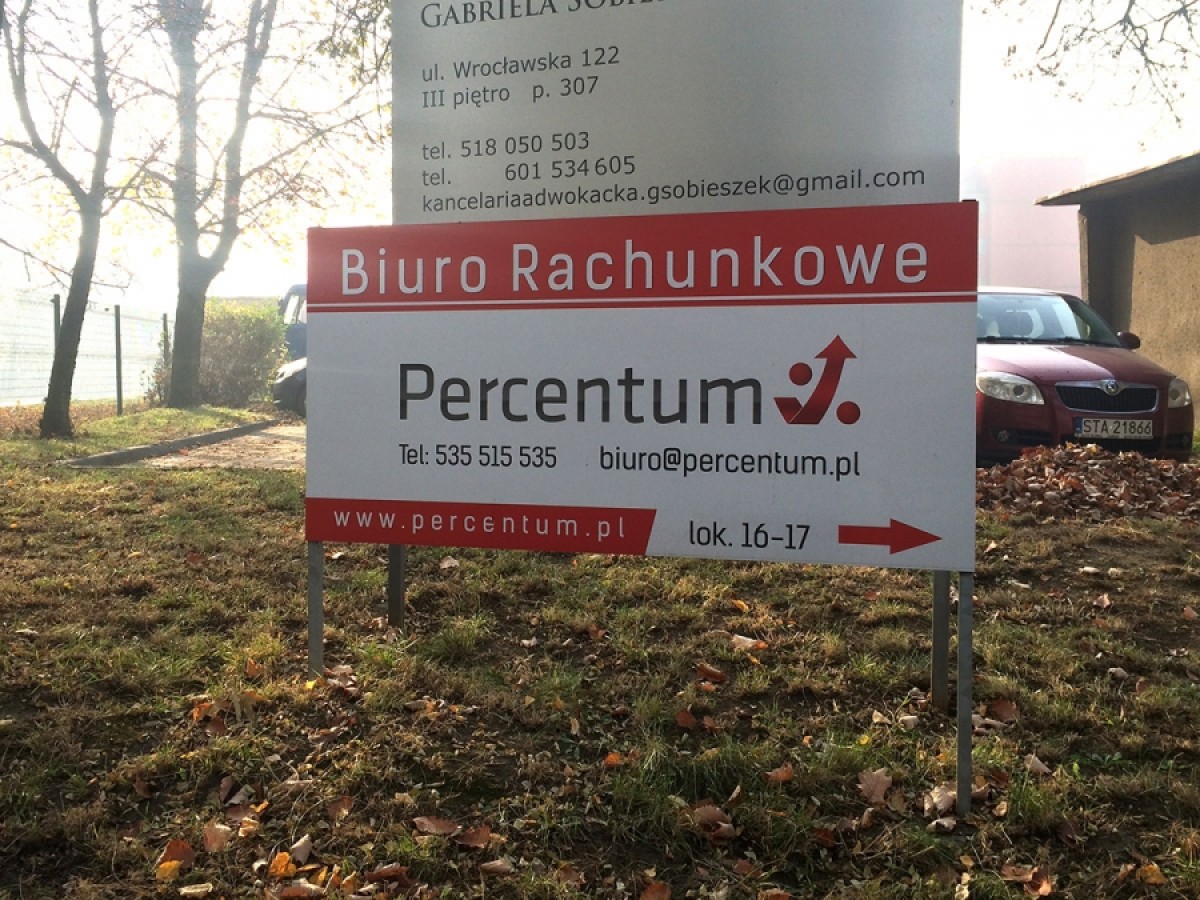 GABRIELA
ul. Wrocławska 122
III piętro p. 307
tel. 518 050 503
tel. 601 534 605
kancelariaadwokacka.gsobieszek@gmail.com
Biuro Rachunkowe
Percentum
Tel: 535 515 535 biuro@percentum.pl
www.percentum.pl lok. 16-17
STA 21866